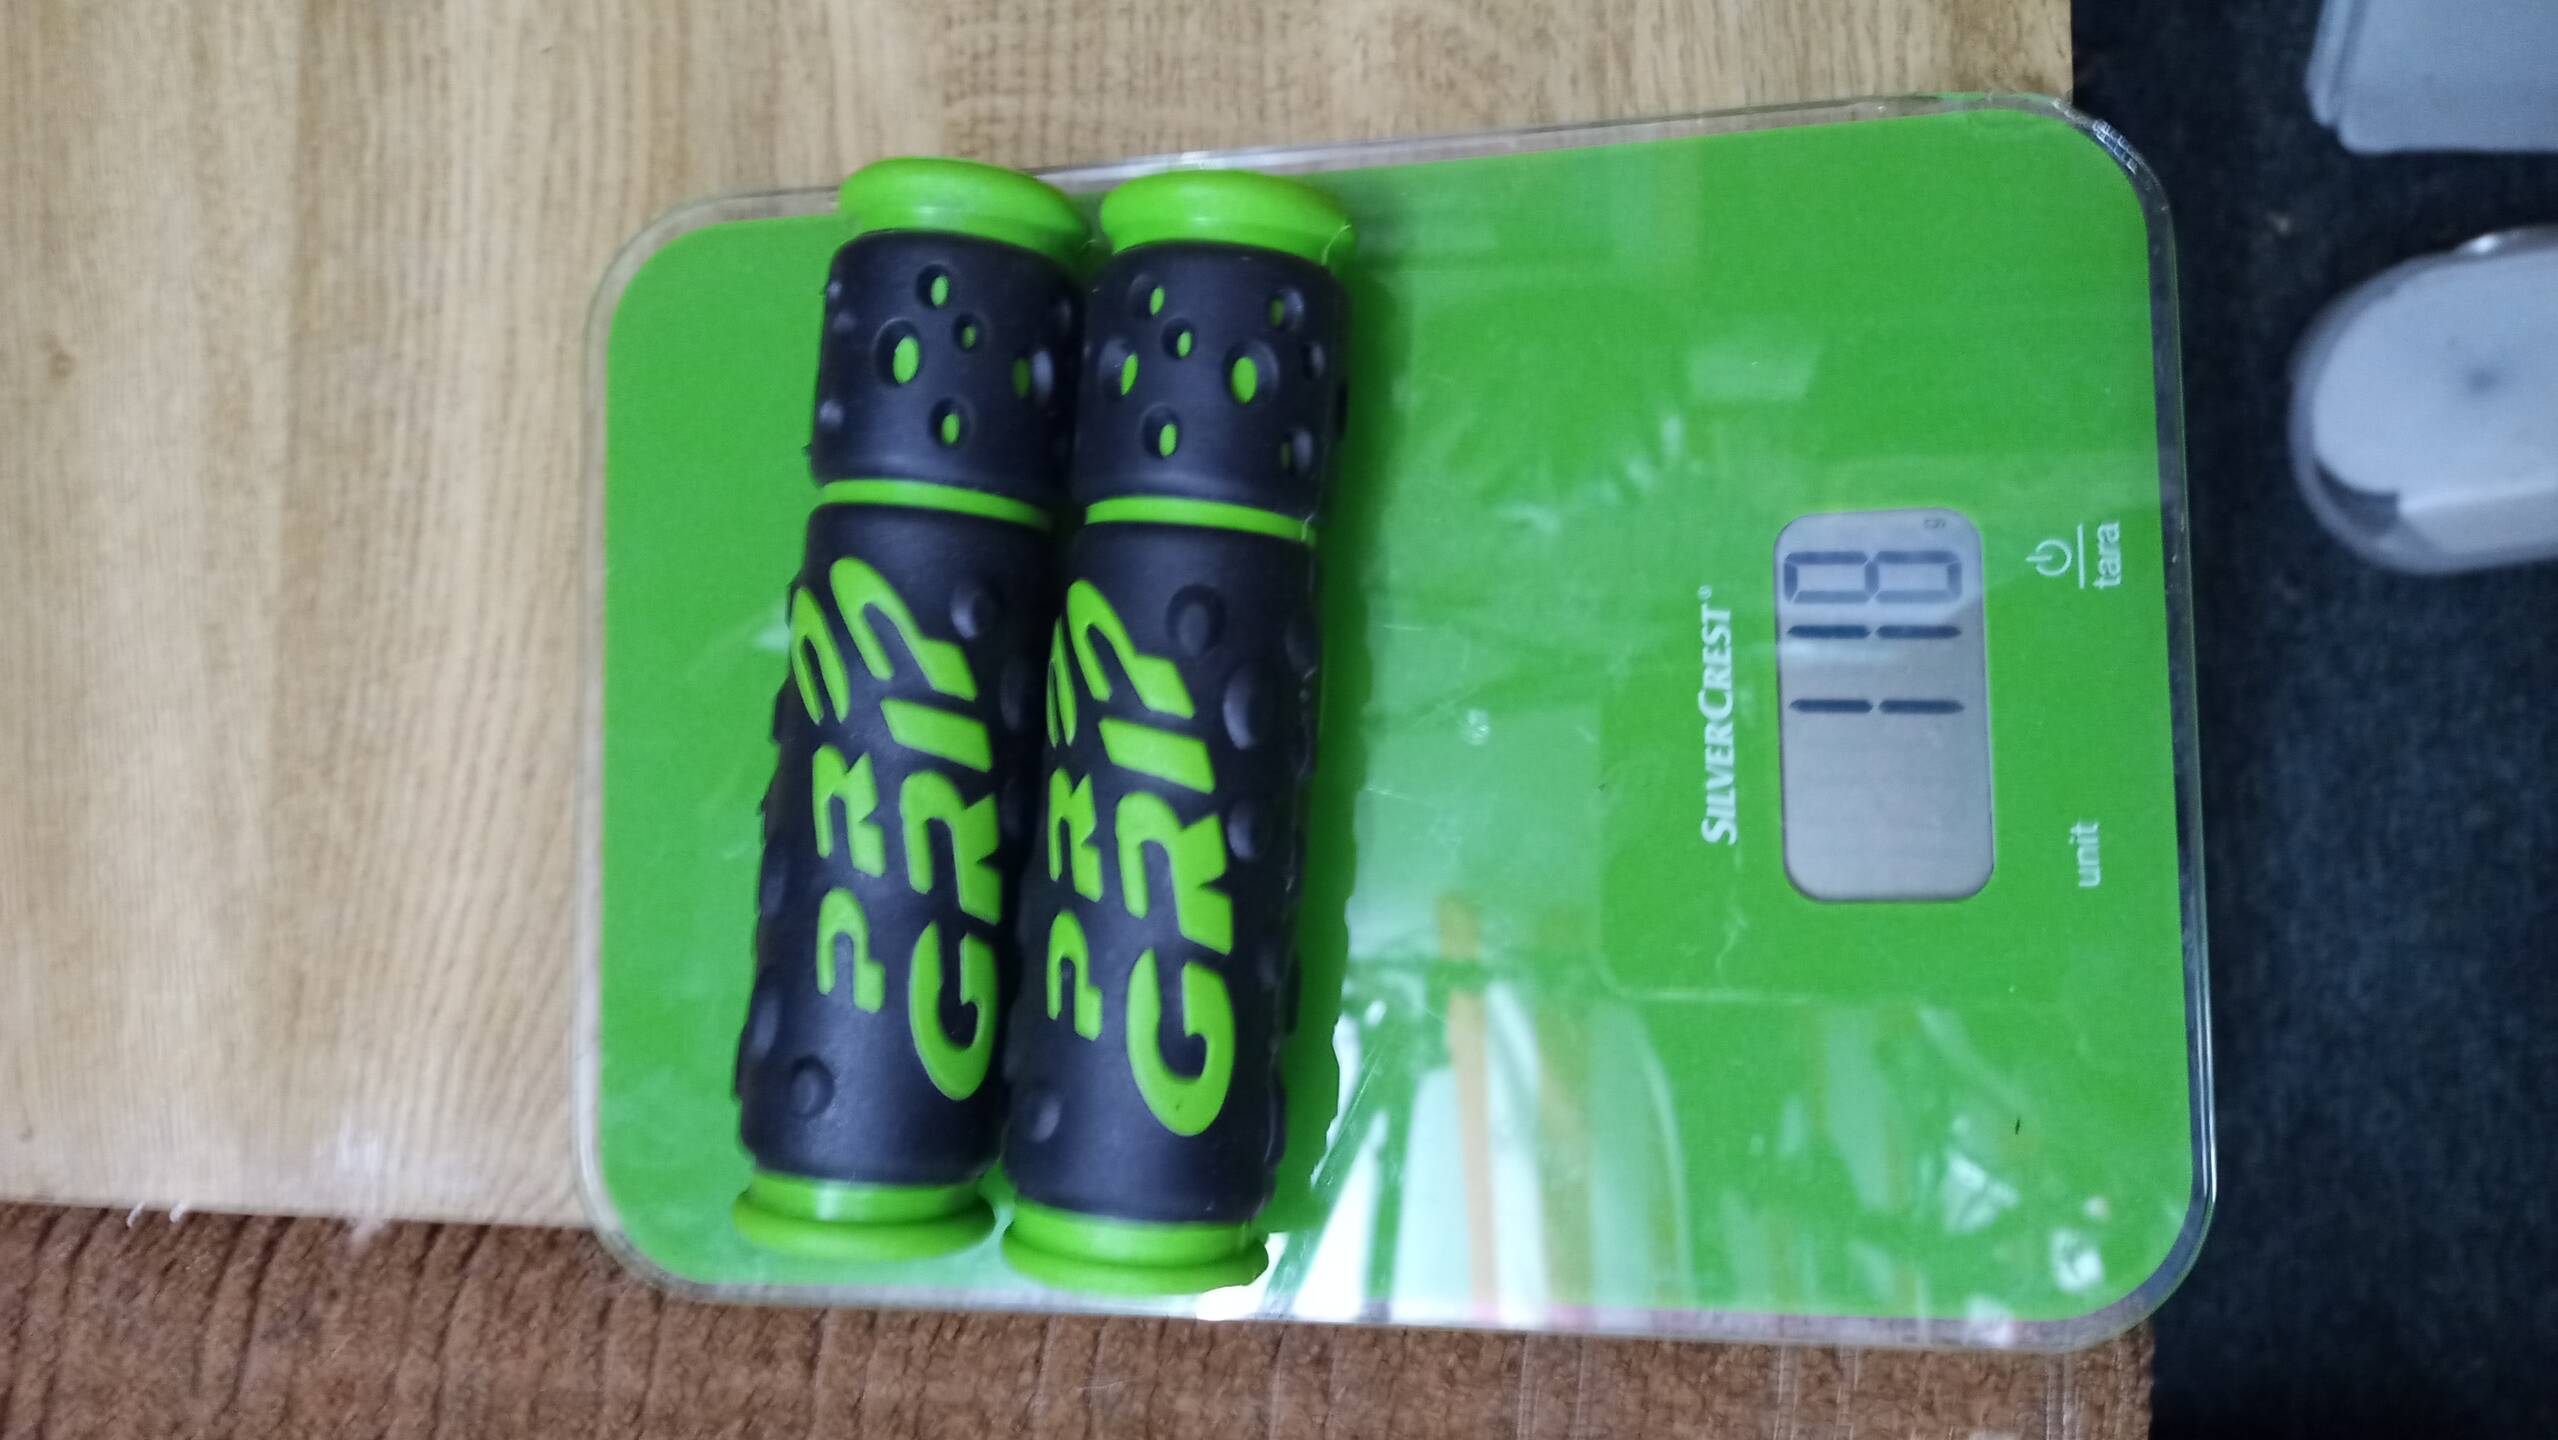 PRO
GRIP
PRO
GRIP
SILVERCREST®
118 g
unit
tara